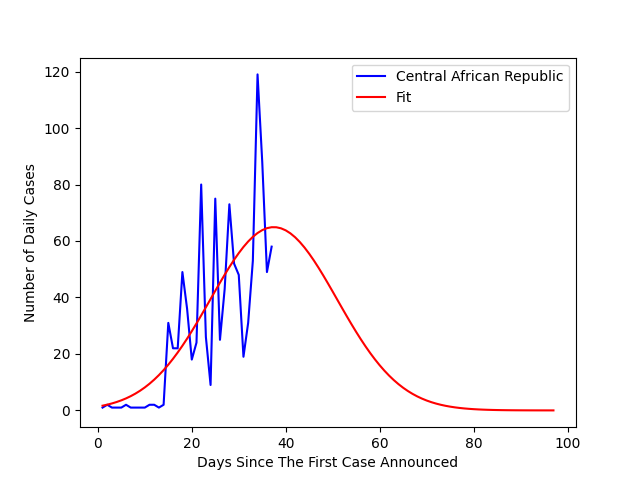 Central African Republic
Fit
120
100
80
60
40
20
0
Number of Daily Cases
0 20 40 60 80 100
Days Since The First Case Announced